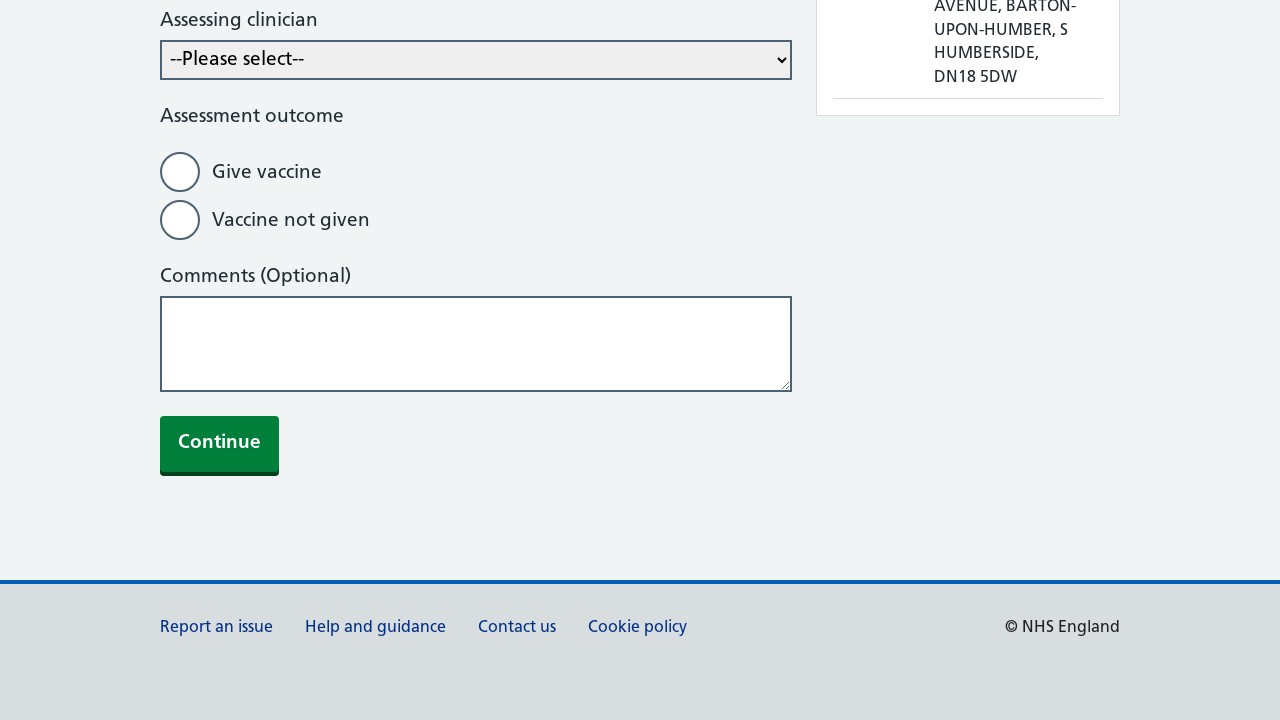 Assessing clinician
--Please select--
Assessment outcome
Give vaccine
Vaccine not given
Comments (Optional)
Continue
AVENUE, BARTON-
UPON-HUMBER, S
HUMBERSIDE,
DN18 5DW
Report an issue
Help and guidance
Contact us
Cookie policy
© NHS England